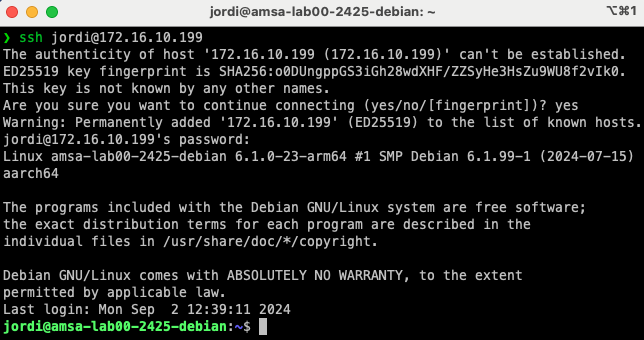 jordi@amsa-lab00-2425-debian: ~
⌥⌘1
❯ ssh jordi@172.16.10.199
The authenticity of host '172.16.10.199 (172.16.10.199)' can't be established.
ED25519 key fingerprint is SHA256:o0DUngppGS3iGh28wdXHF/ZZSyHe3HsZu9WU8f2vIk0.
This key is not known by any other names.
Are you sure you want to continue connecting (yes/no/[fingerprint])? yes
Warning: Permanently added '172.16.10.199' (ED25519) to the list of known hosts.
jordi@172.16.10.199's password:
Linux amsa-lab00-2425-debian 6.1.0-23-arm64 #1 SMP Debian 6.1.99-1 (2024-07-15)
aarch64
The programs included with the Debian GNU/Linux system are free software;
the exact distribution terms for each program are described in the
individual files in /usr/share/doc/*/copyright.
Debian GNU/Linux comes with ABSOLUTELY NO WARRANTY, to the extent
permitted by applicable law.
Last login: Mon Sep  2 12:39:11 2024
jordi@amsa-lab00-2425-debian:~$